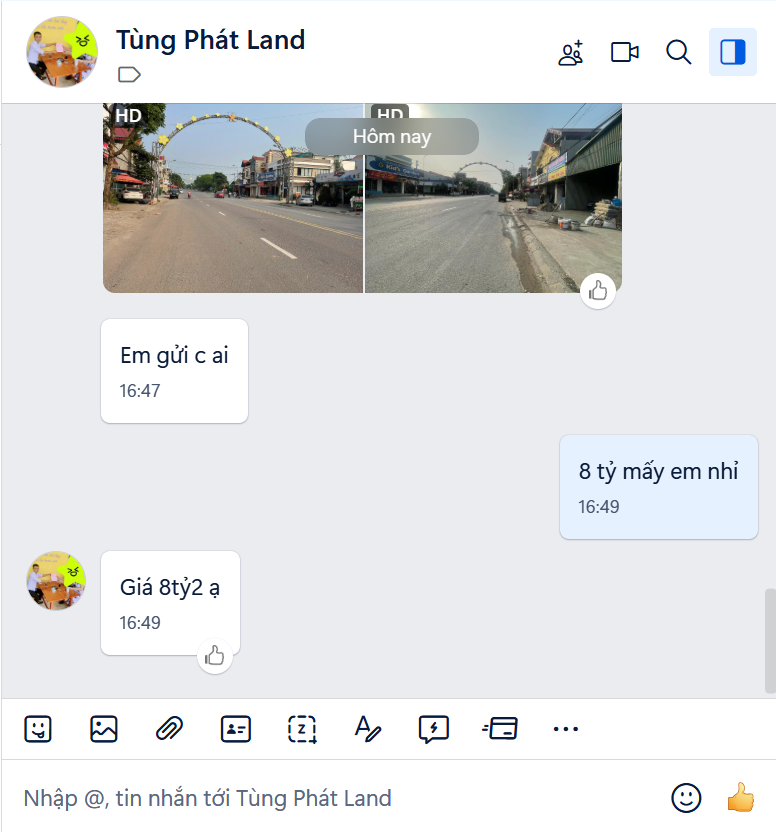 Tùng Phát Land
HD
HD
Hôm nay
Em gửi c ai
16:47
8 tỷ mấy em nhỉ
16:49
Giá 8tỷ2 ạ
16:49
Z
Nhập @, tin nhắn tới Tùng Phát Land